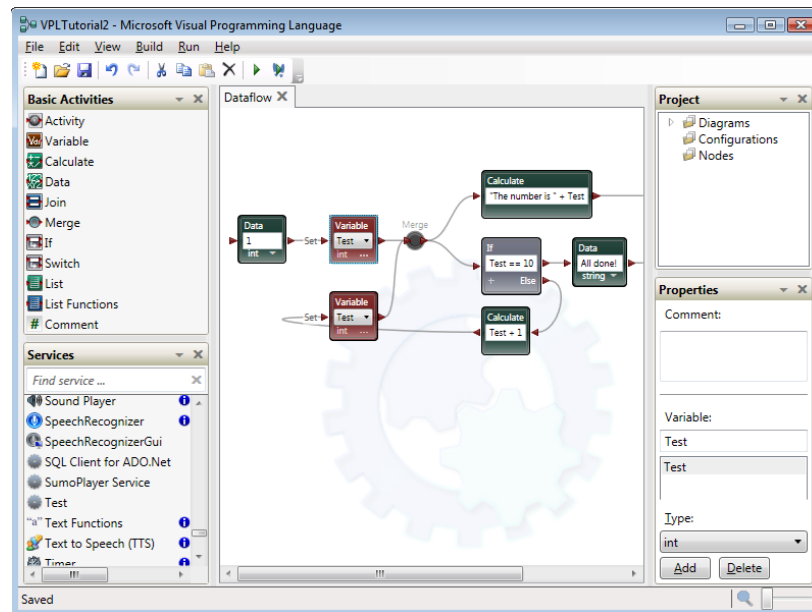 VPLTutorial2 - Microsoft Visual Programming Language
File Edit View Build Run Help
Basic Activities
Activity
Variable
Calculate
Data
Join
Merge
If
Switch
List
List Functions
# Comment
Services
Find service ...
Sound Player
SpeechRecognizer
SpeechRecognizerGui
SQL Client for ADO.Net
SumoPlayer Service
Test
"a" Text Functions
Text to Speech (TTS)
Timer
Dataflow
Data
1
int
Set
Variable
Test
int ...
Merge
Calculate
"The number is " + Test
If
Test == 10
+ Else
Data
All done!
string
Set
Variable
Test
int ...
Calculate
Test + 1
Project
Diagrams
Configurations
Nodes
Properties
Comment:
Variable:
Test
Test
Type:
int
Add Delete
Saved